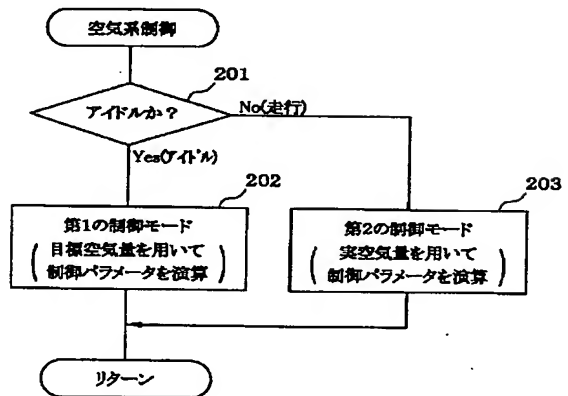 空気系制御
201
アイドルか？
No(走行)
Yes(アイドル)
202
第1の制御モード
(目標空気量を用いて
制御パラメータを演算)
203
第2の制御モード
(実空気量を用いて
制御パラメータを演算)
リターン